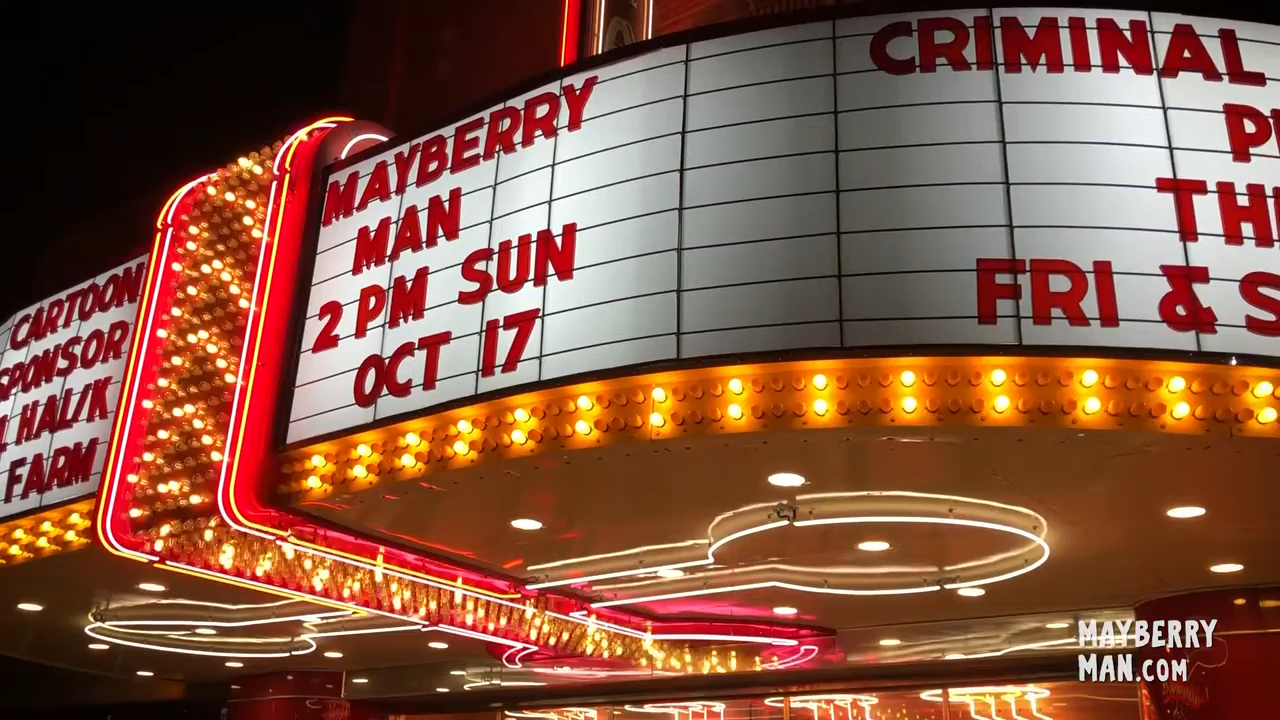 CARTOON
SPONSOR
HAL/K
FARM
MAYBERRY
MAN
2 PM SUN
OCT 17
CRIMINAL
FRI &
MAYBERRY
MAN.COM